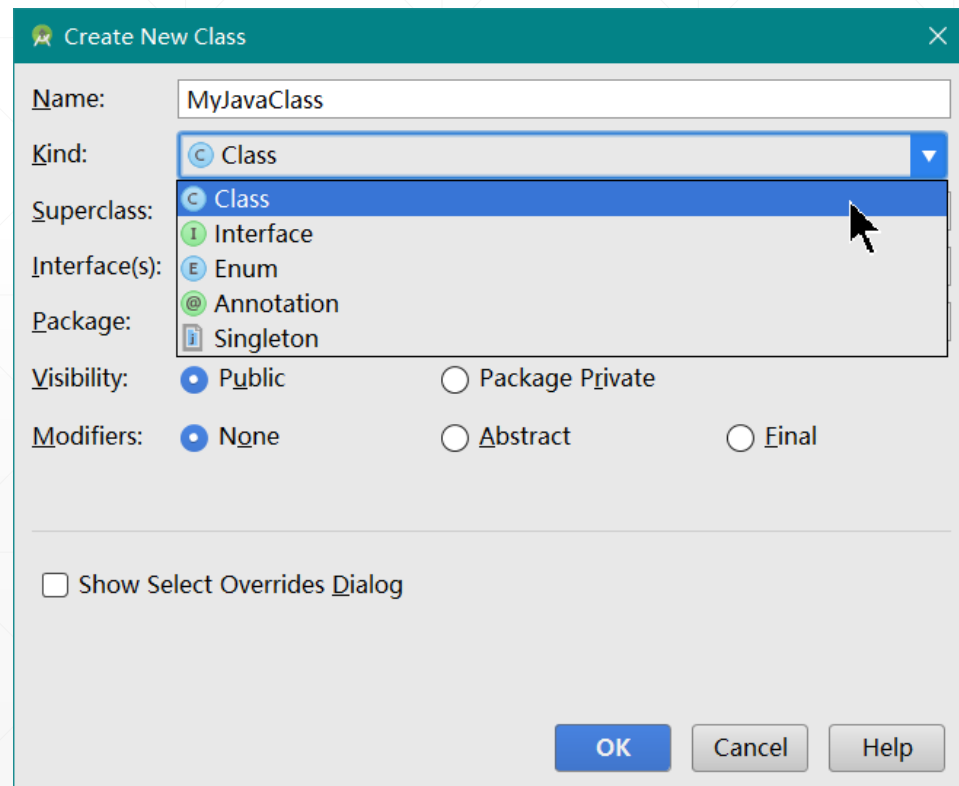 Create New Class
Name: MyJavaClass
Kind: C Class
Superclass: C Class
I Interface
Interface(s): E Enum
@ Annotation
Package:
j Singleton
Visibility: Public Package Private
Modifiers: None Abstract Final
Show Select Overrides Dialog
OK Cancel Help